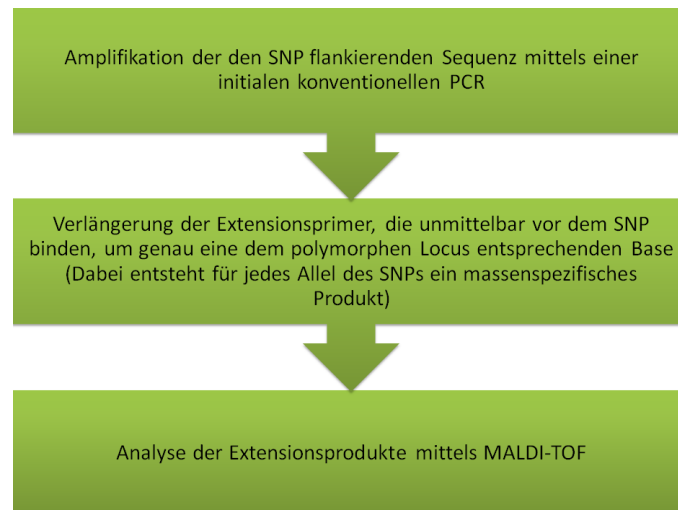 Amplifikation der den SNP flankierenden Sequenz mittels einer
initialen konventionellen PCR
Verlängerung der Extensionsprimer, die unmittelbar vor dem SNP
binden, um genau eine dem polymorphen Locus entsprechenden Base
(Dabei entsteht für jedes Allel des SNPs ein massenspezifisches
Produkt)
Analyse der Extensionsprodukte mittels MALDI-TOF